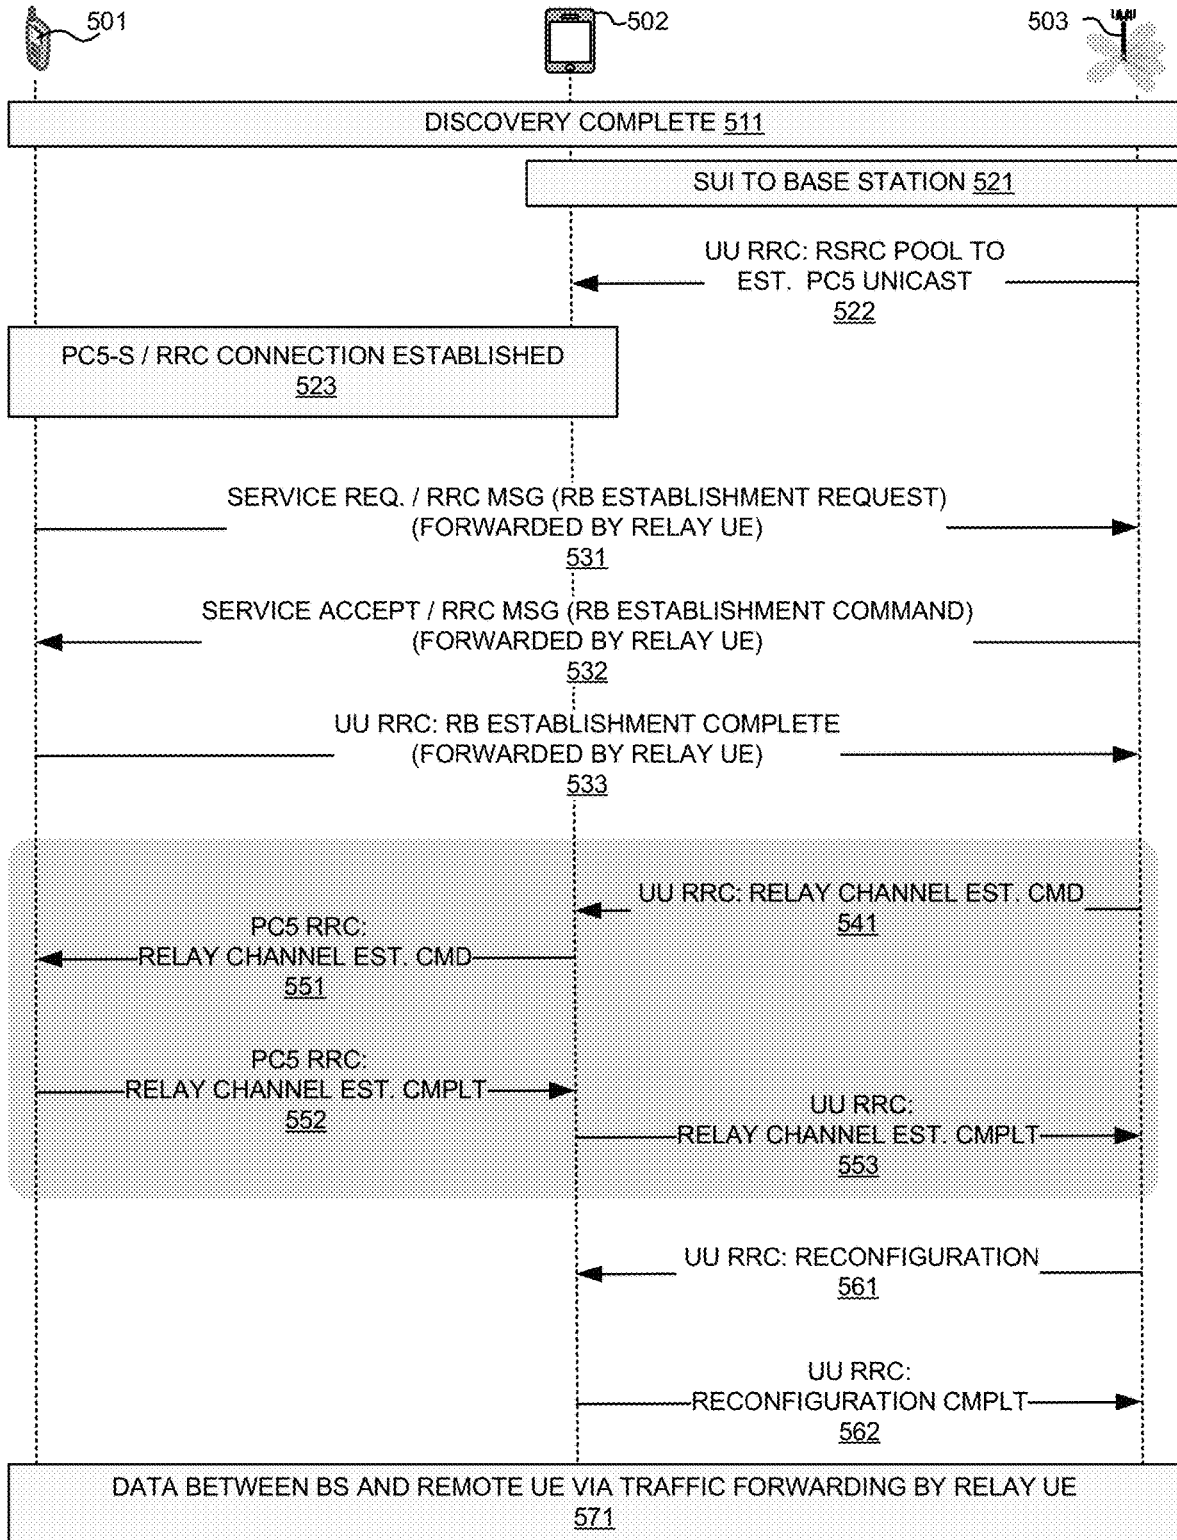 501
502
503
DISCOVERY COMPLETE 511
SUI TO BASE STATION 521
UU RRC: RSRC POOL TO
EST. PC5 UNICAST
522
PC5-S / RRC CONNECTION ESTABLISHED
523
SERVICE REQ. / RRC MSG (RB ESTABLISHMENT REQUEST)
(FORWARDED BY RELAY UE)
531
SERVICE ACCEPT / RRC MSG (RB ESTABLISHMENT COMMAND)
(FORWARDED BY RELAY UE)
532
UU RRC: RB ESTABLISHMENT COMPLETE
(FORWARDED BY RELAY UE)
533
UU RRC: RELAY CHANNEL EST. CMD
541
PC5 RRC:
RELAY CHANNEL EST. CMD
551
PC5 RRC:
RELAY CHANNEL EST. CMPLT
552
UU RRC:
RELAY CHANNEL EST. CMPLT
553
UU RRC: RECONFIGURATION
561
UU RRC:
RECONFIGURATION CMPLT
562
DATA BETWEEN BS AND REMOTE UE VIA TRAFFIC FORWARDING BY RELAY UE
571